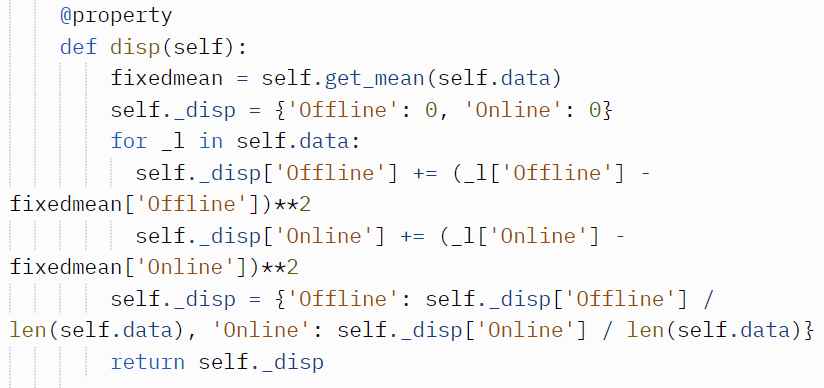 @property
def disp(self):
fixedmean = self.get_mean(self.data)
self._disp = {'Offline': 0, 'Online': 0}
for _l in self.data:
self._disp['Offline'] += (_l['Offline'] -
fixedmean['Offline'])**2
self._disp['Online'] += (_l['Online'] -
fixedmean['Online'])**2
self._disp = {'Offline': self._disp['Offline'] /
len(self.data), 'Online': self._disp['Online'] / len(self.data)}
return self._disp